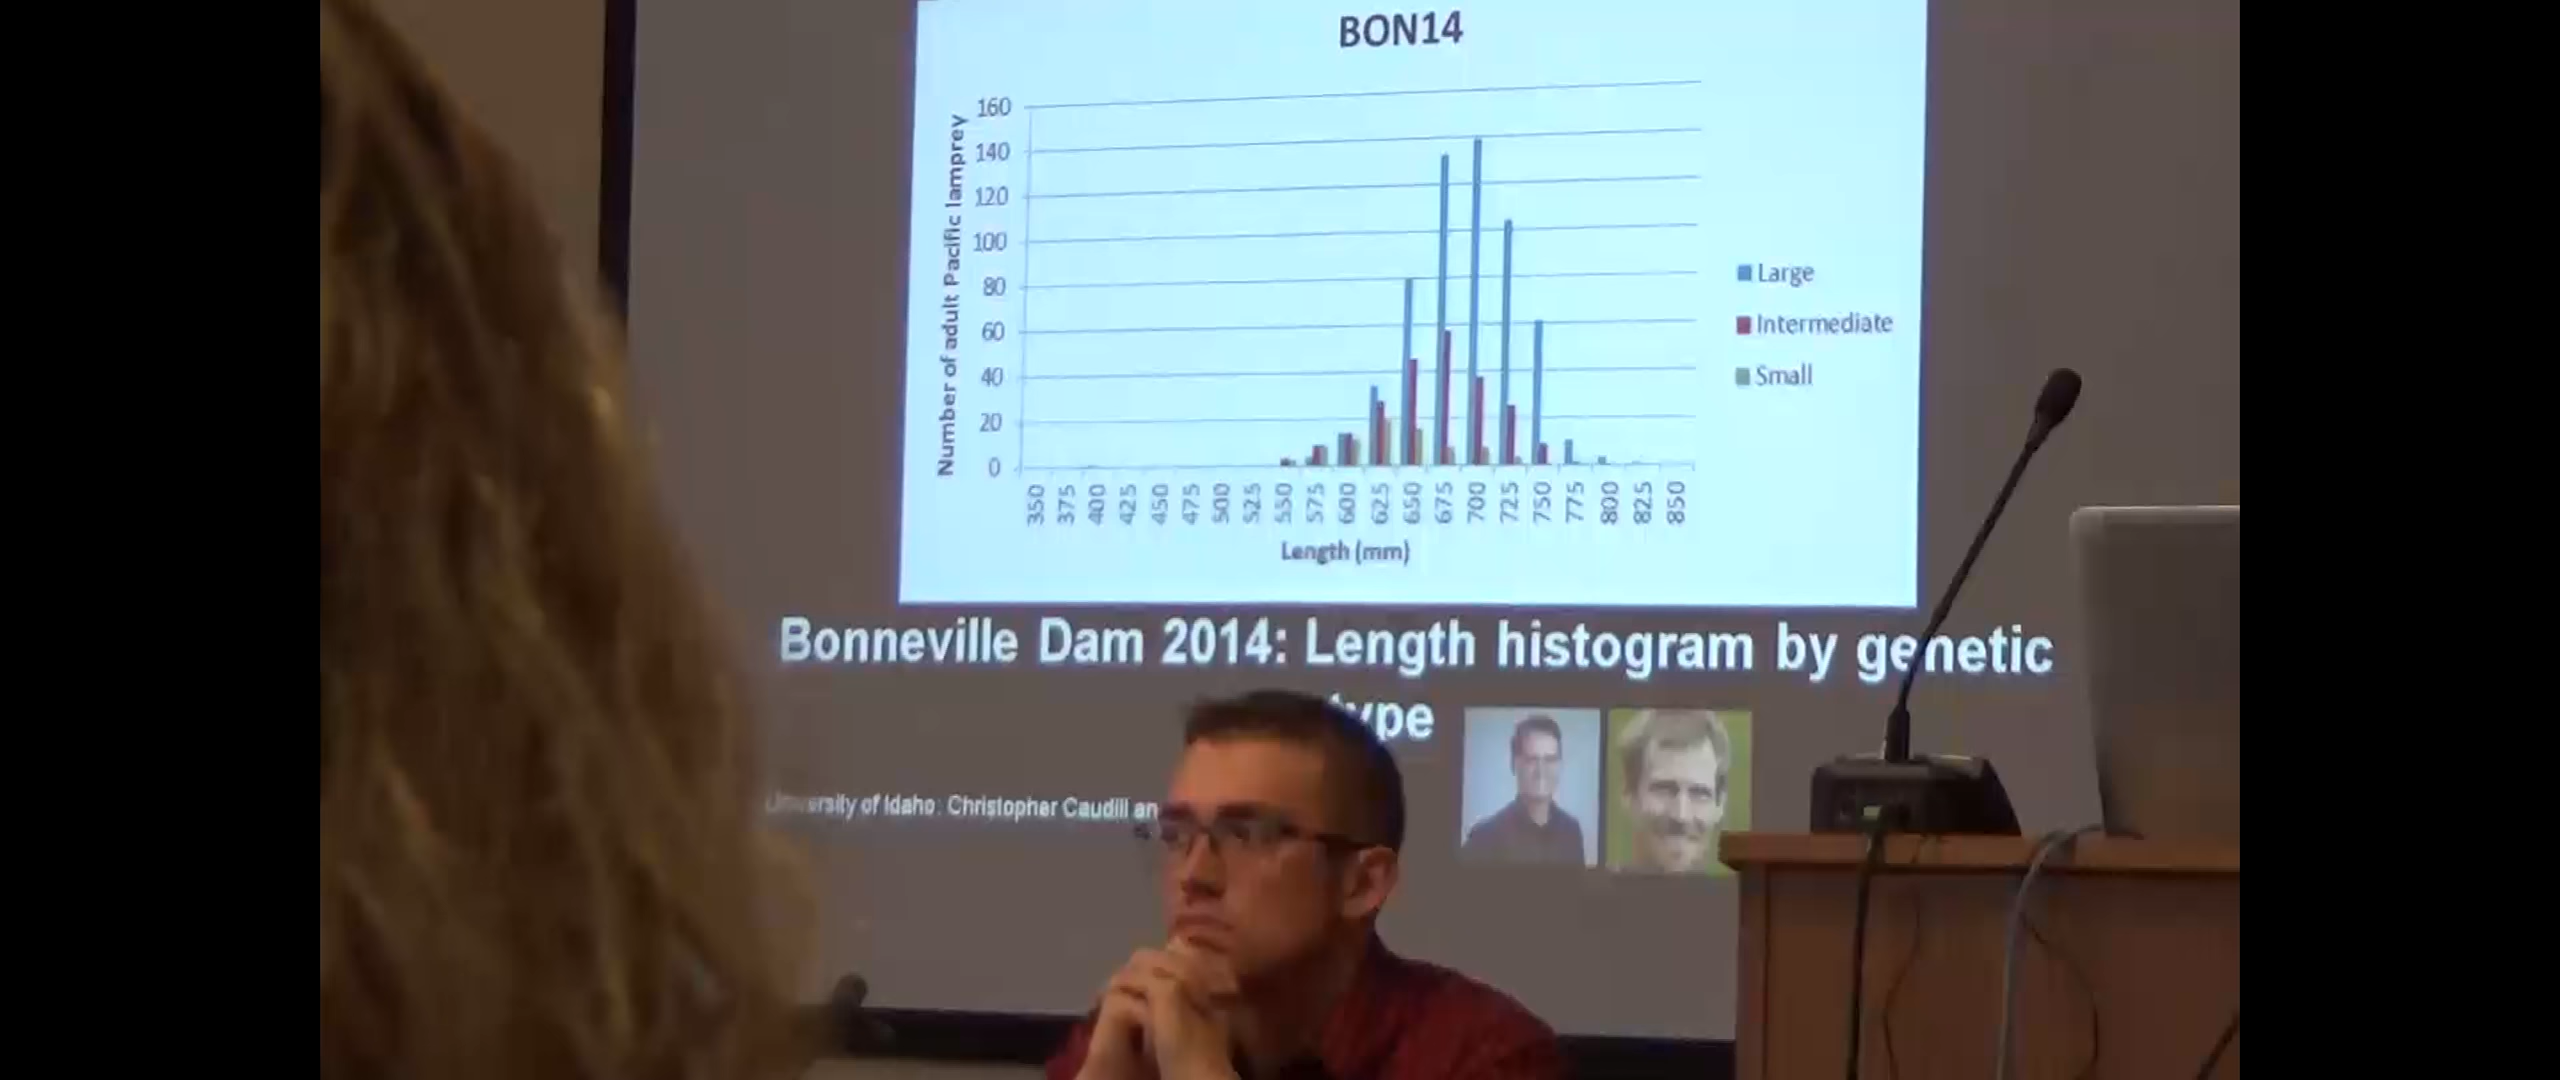 BON14
Number of adult Pacific lamprey
160
140
120
100
80
60
40
20
0
350 375 400 425 450 475 500 525 550 575 600 625 650 675 700 725 750 775 800 825 850
Length (mm)
Large
Intermediate
Small
Bonneville Dam 2014: Length histogram by genetic
type
University of Idaho: Christopher Caudill